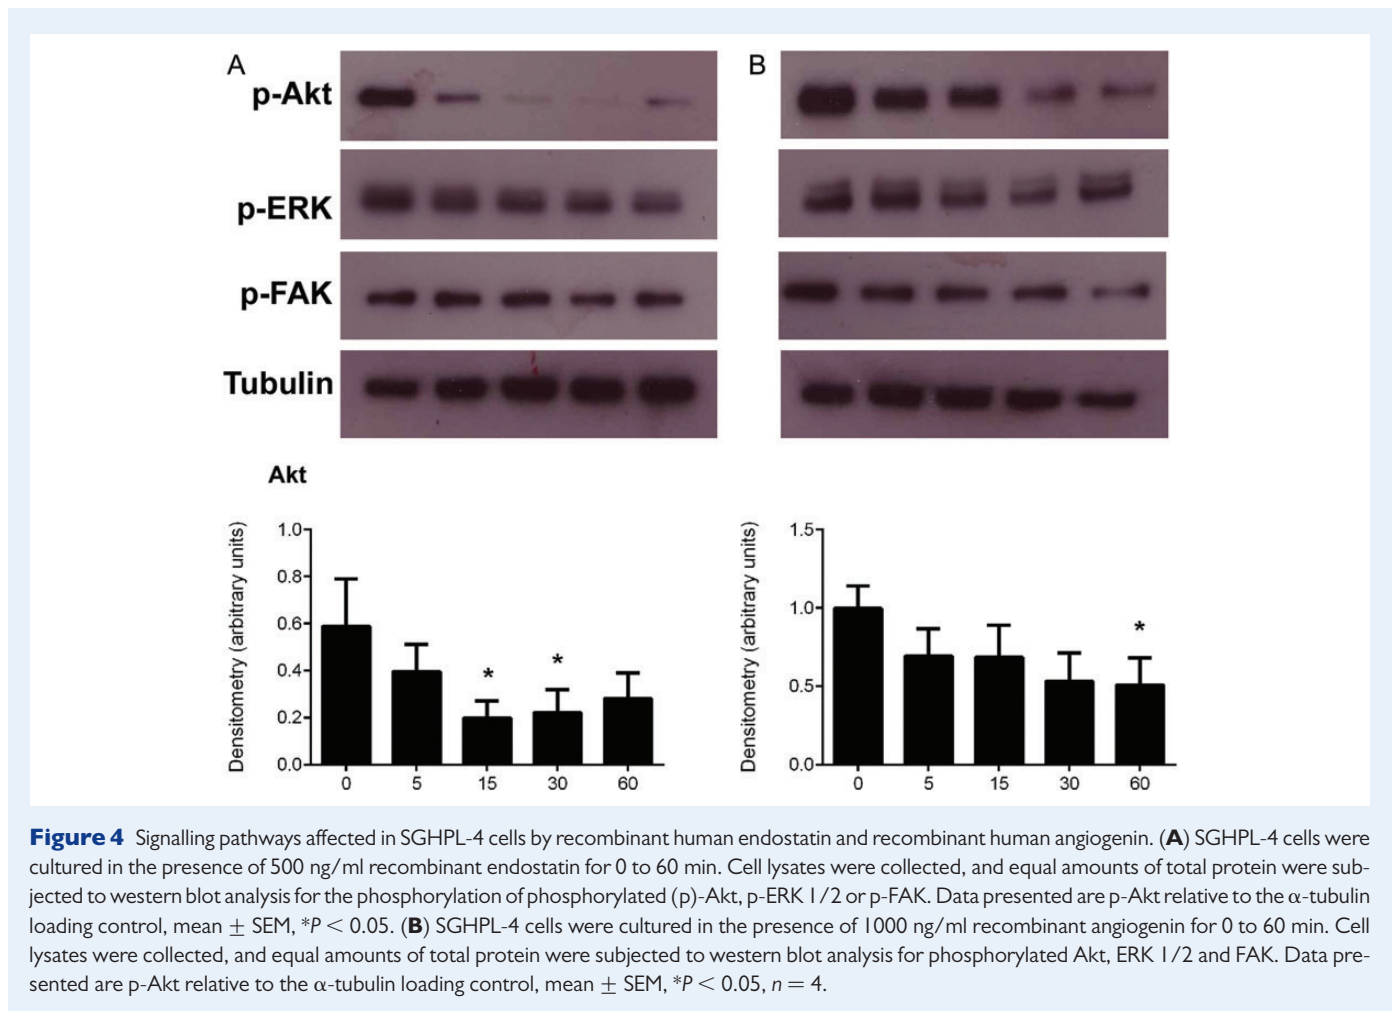 A
B
p-Akt
p-ERK
p-FAK
Tubulin
Akt
Densitometry (arbitrary units)
1.0
0.8
0.6
0.4
0.2
0.0
*
*
0 5 15 30 60
Densitometry (arbitrary units)
1.5
1.0
0.5
0.0
*
0 5 15 30 60
Figure 4 Signalling pathways affected in SGHPL-4 cells by recombinant human endostatin and recombinant human angiogenin. (A) SGHPL-4 cells were
cultured in the presence of 500 ng/ml recombinant endostatin for 0 to 60 min. Cell lysates were collected, and equal amounts of total protein were sub-
jected to western blot analysis for the phosphorylation of phosphorylated (p)-Akt, p-ERK 1/2 or p-FAK. Data presented are p-Akt relative to the α-tubulin
loading control, mean ± SEM, *P < 0.05. (B) SGHPL-4 cells were cultured in the presence of 1000 ng/ml recombinant angiogenin for 0 to 60 min. Cell
lysates were collected, and equal amounts of total protein were subjected to western blot analysis for phosphorylated Akt, ERK 1/2 and FAK. Data pre-
sented are p-Akt relative to the α-tubulin loading control, mean ± SEM, *P < 0.05, n = 4.